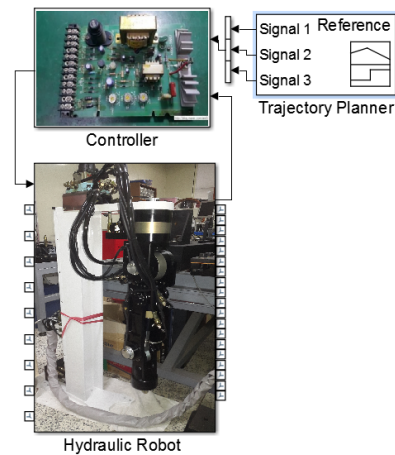 Signal 1 Reference
Signal 2
Signal 3
Trajectory Planner
Controller
Hydraulic Robot